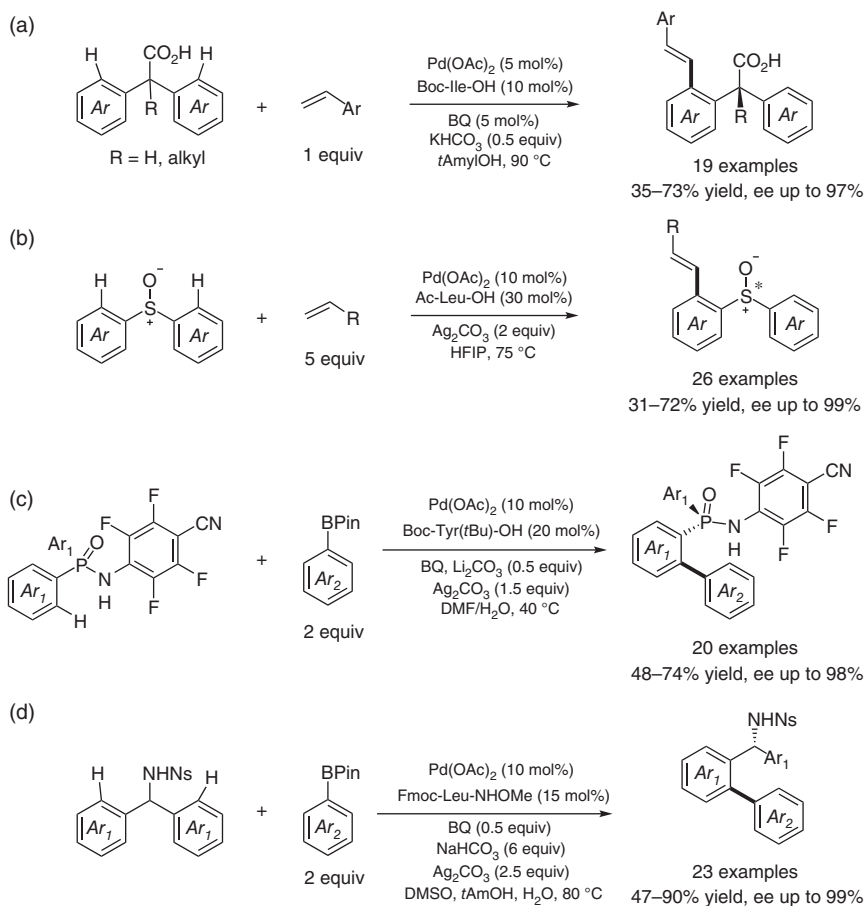 (a)
H
CO2H
H
Ar
R
Ar
R = H, alkyl
+
Ar
1 equiv
Pd(OAc)2 (5 mol%)
Boc-Ile-OH (10 mol%)
BQ (5 mol%)
KHCO3 (0.5 equiv)
tAmylOH, 90 °C
Ar
CO2H
Ar
R
Ar
19 examples
35–73% yield, ee up to 97%
(b)
H
O−
H
S
+
Ar
Ar
+
R
5 equiv
Pd(OAc)2 (10 mol%)
Ac-Leu-OH (30 mol%)
Ag2CO3 (2 equiv)
HFIP, 75 °C
R
O−
S *
+
Ar
Ar
26 examples
31–72% yield, ee up to 99%
(c)
Ar1
O
P
NH
H
Ar1
F
F
CN
F
F
+
BPin
Ar2
2 equiv
Pd(OAc)2 (10 mol%)
Boc-Tyr(tBu)-OH (20 mol%)
BQ, Li2CO3 (0.5 equiv)
Ag2CO3 (1.5 equiv)
DMF/H2O, 40 °C
Ar1
O
P
N
H
F
F
CN
F
F
Ar1
Ar2
20 examples
48–74% yield, ee up to 98%
(d)
H
NHNs
H
Ar1
Ar1
+
BPin
Ar2
2 equiv
Pd(OAc)2 (10 mol%)
Fmoc-Leu-NHOMe (15 mol%)
BQ (0.5 equiv)
NaHCO3 (6 equiv)
Ag2CO3 (2.5 equiv)
DMSO, tAmOH, H2O, 80 °C
NHNs
Ar1
Ar1
Ar2
23 examples
47–90% yield, ee up to 99%